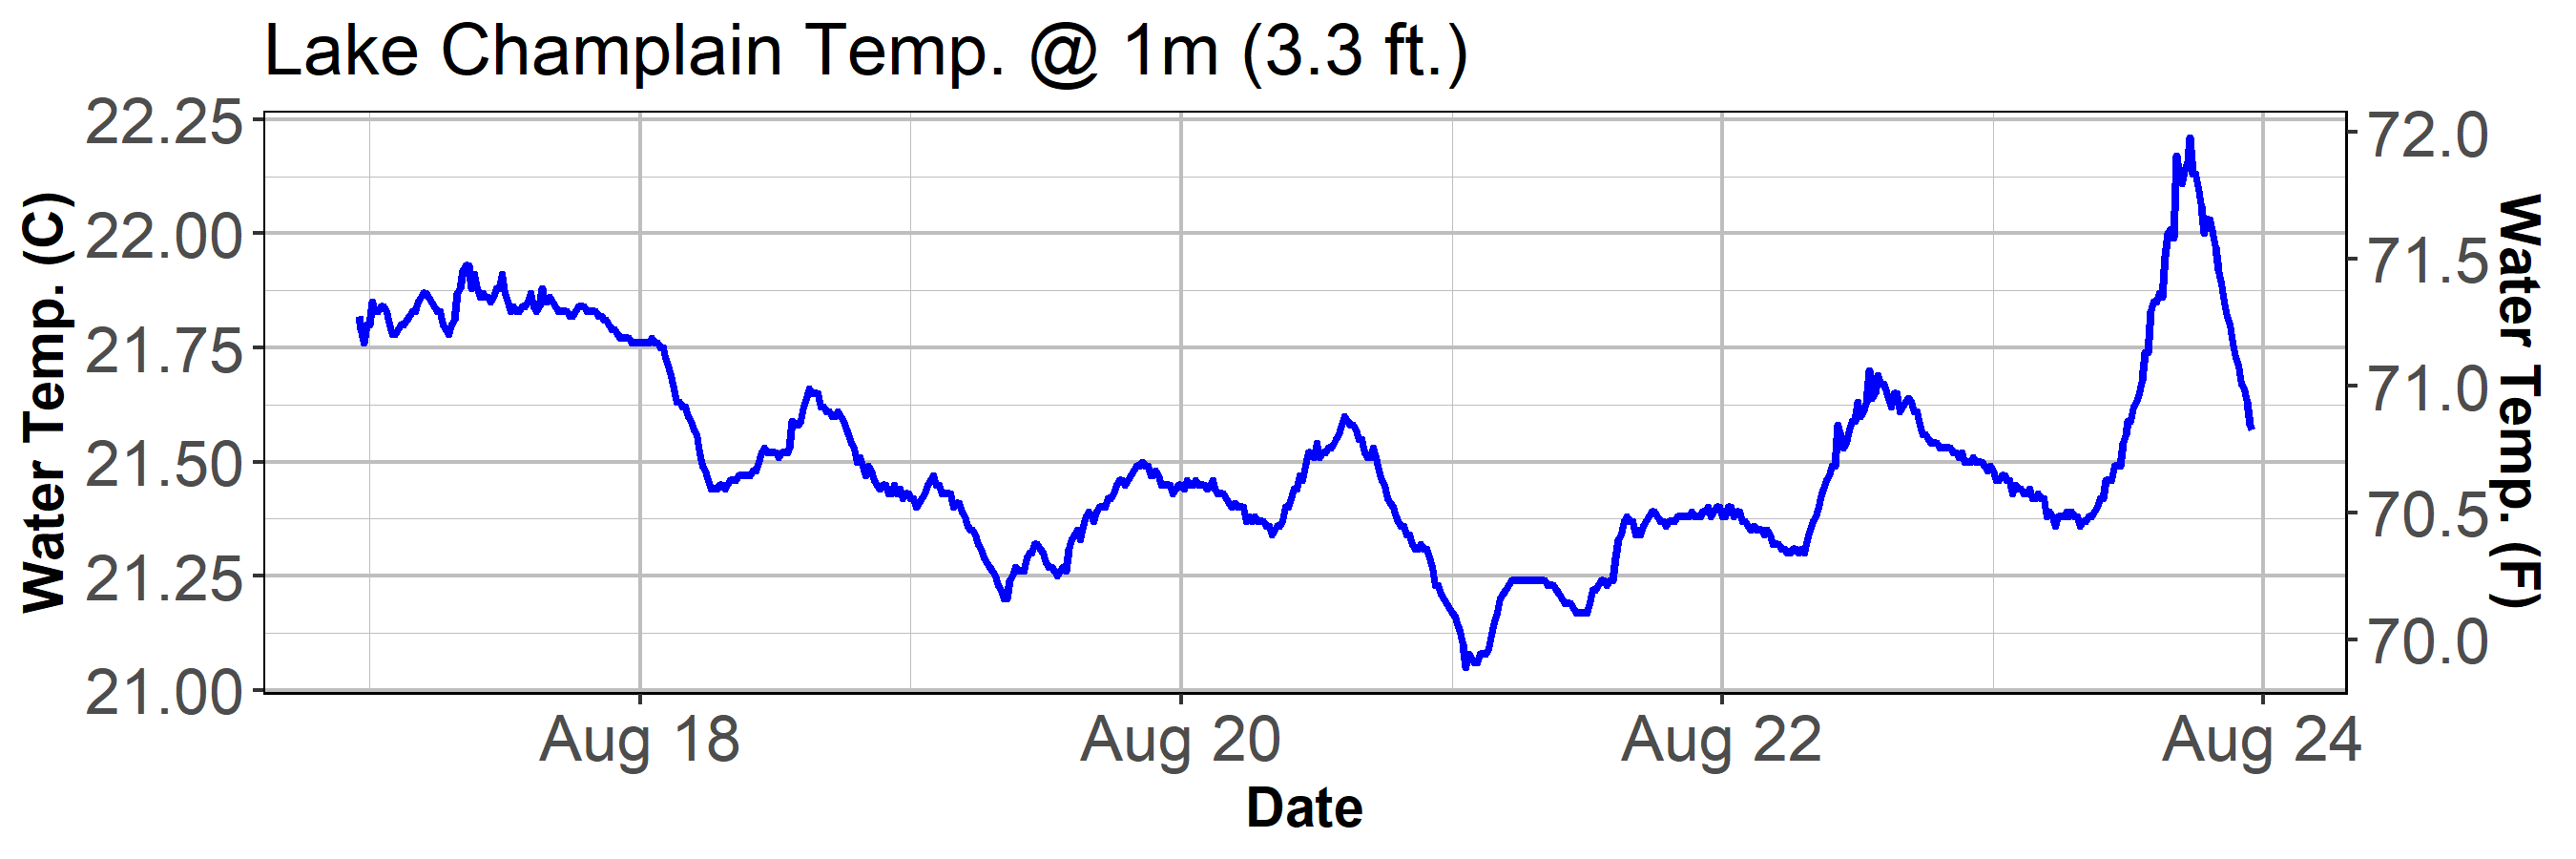 Lake Champlain Temp. @ 1m (3.3 ft.)
Water Temp. (C)
22.25
22.00
21.75
21.50
21.25
21.00
72.0
71.5
71.0
70.5
70.0
Water Temp. (F)
Aug 18 Aug 20 Aug 22 Aug 24
Date